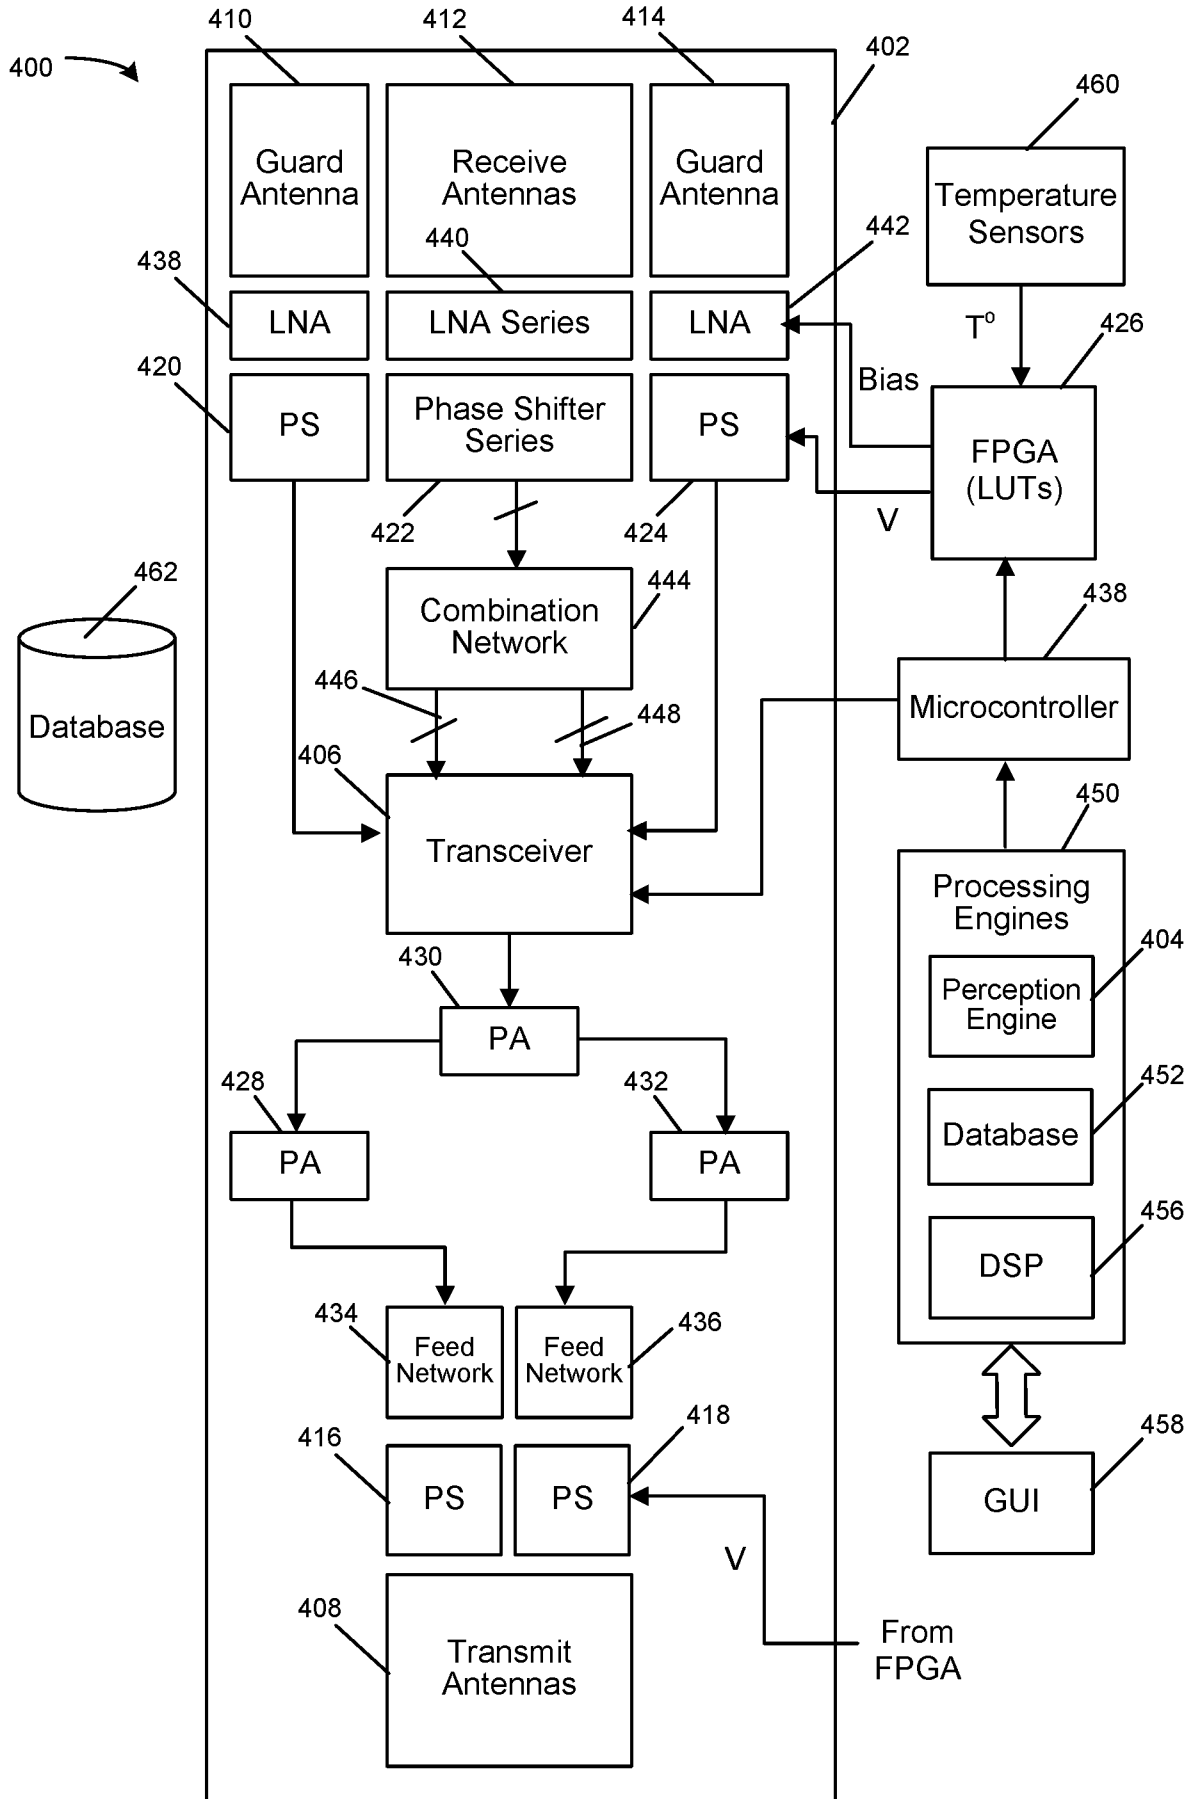 410
412
414
400
402
460
Guard
Antenna
Receive
Antennas
Guard
Antenna
Temperature
Sensors
440
442
438
LNA
LNA Series
LNA
T°
426
420
Bias
PS
Phase Shifter
Series
PS
FPGA
(LUTs)
422
424
V
462
444
438
Combination
Network
446
448
Database
Microcontroller
406
450
Transceiver
Processing
Engines
404
430
Perception
Engine
PA
428
432
452
PA
PA
Database
456
DSP
434
436
Feed
Network
Feed
Network
416
418
458
PS
PS
GUI
V
408
From
FPGA
Transmit
Antennas